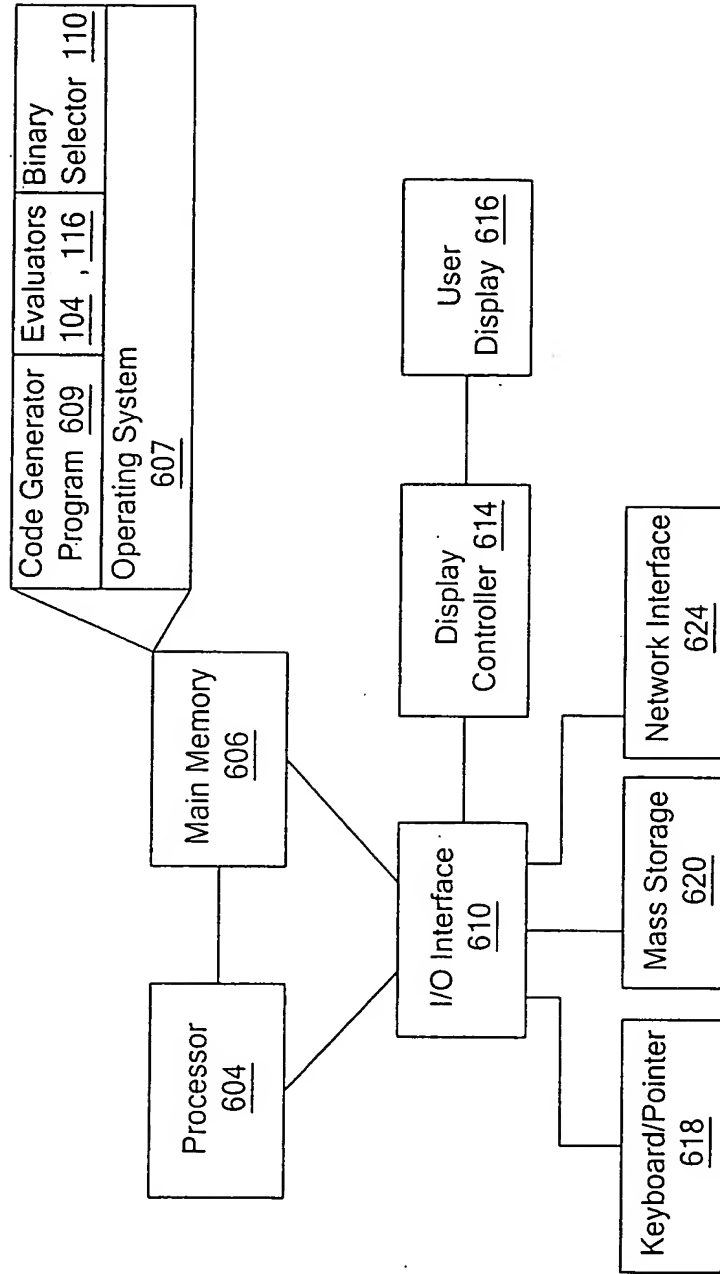 Code Generator
Program 609
Evaluators
104 , 116
Binary
Selector 110
Operating System
607
Main Memory
606
Processor
604
I/O Interface
610
Display
Controller 614
User
Display 616
Keyboard/Pointer
618
Mass Storage
620
Network Interface
624